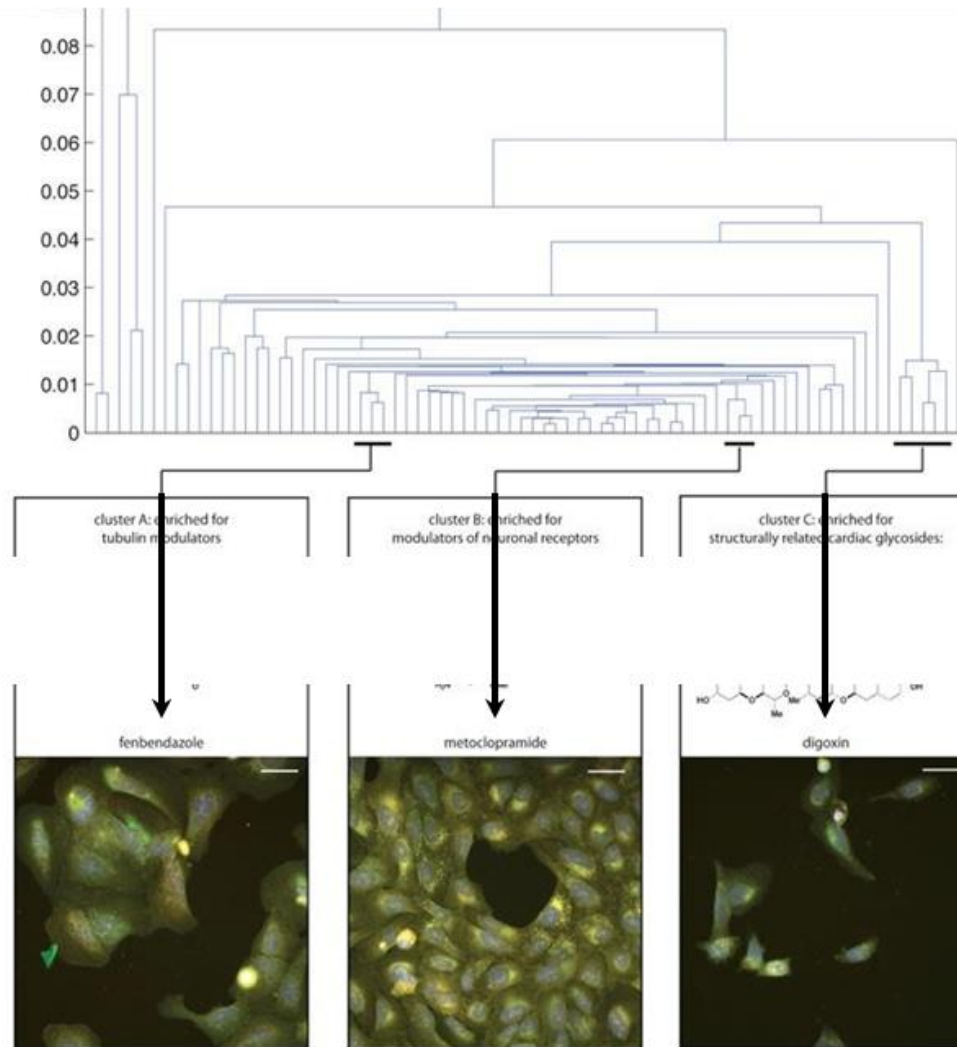 0.08
0.07
0.06
0.05
0.04
0.03
0.02
0.01
0
cluster A: enriched for
tubulin modulators
cluster B: enriched for
modulators of neuronal receptors
cluster C: enriched for
structurally related cardiac glycosides:
HO
O
O
Me
Me
O
OH
fenbendazole
metoclopramide
digoxin